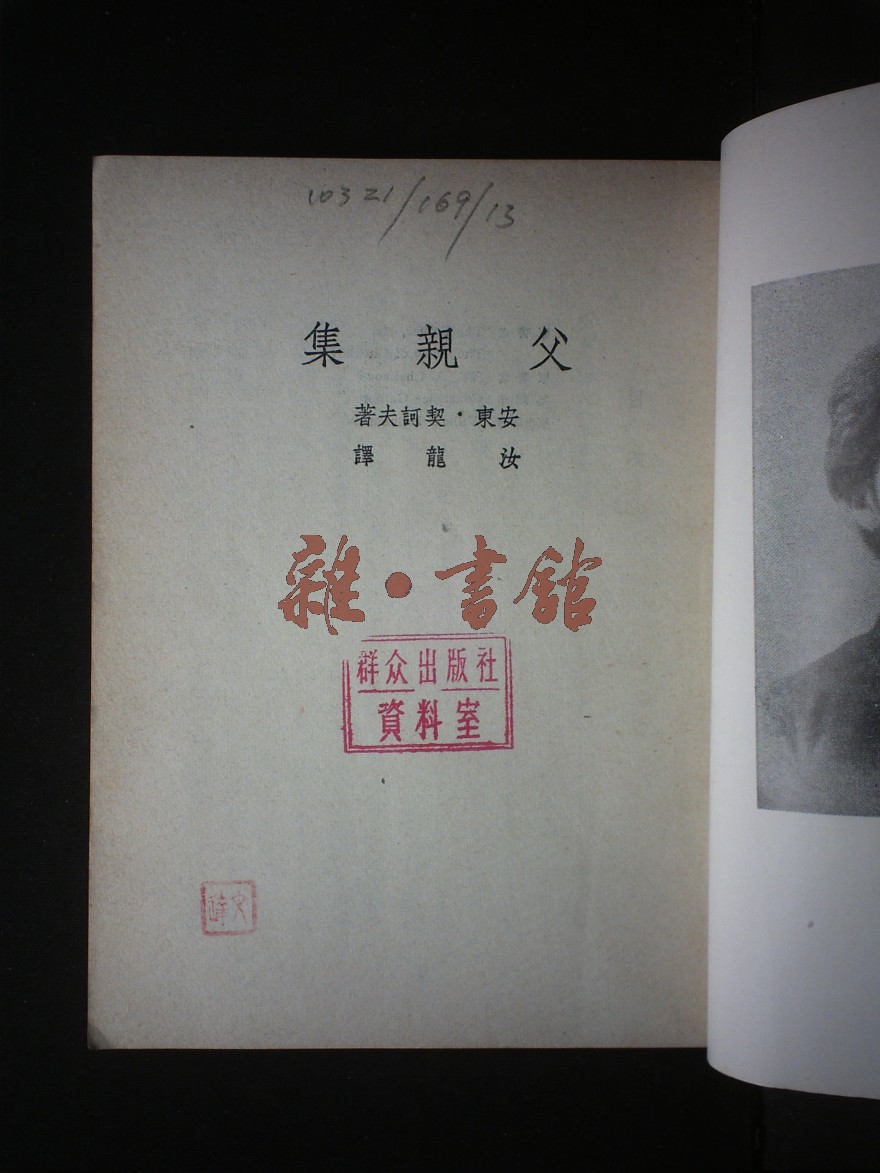 10321/169/13
父親集
安東·契訶夫著
汝龍譯
雜·書館
群众出版社
資料室